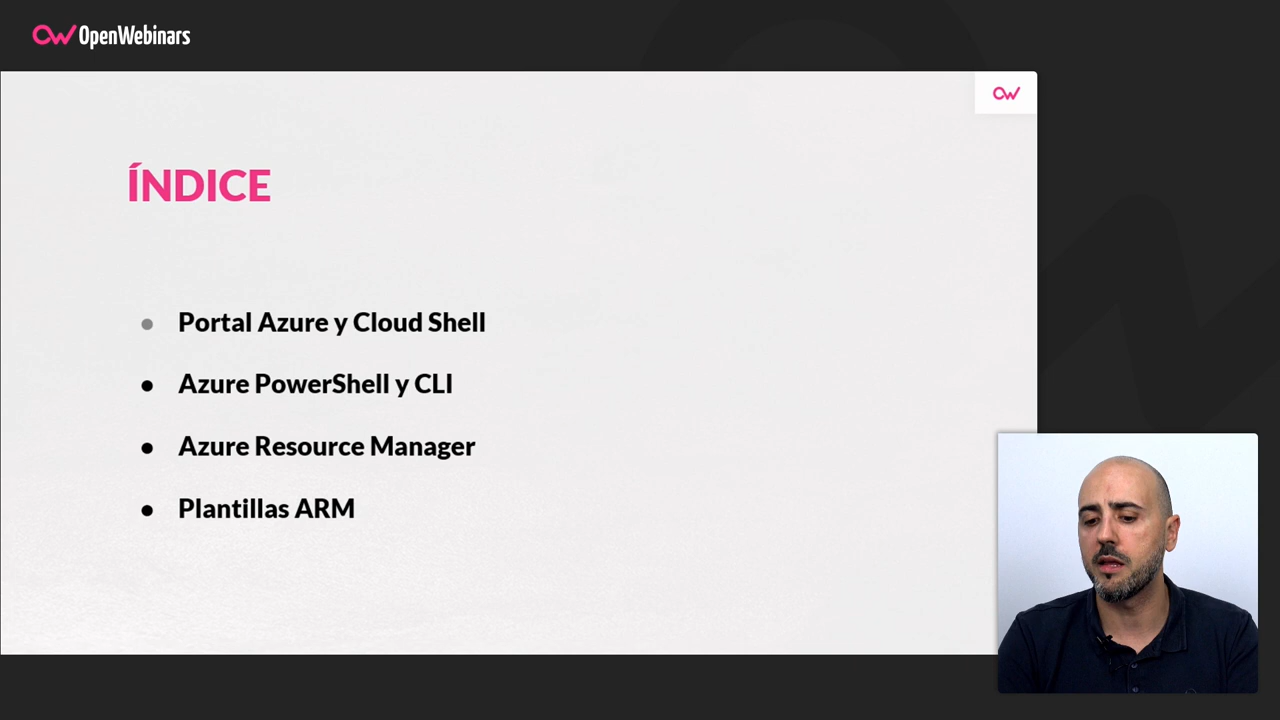 OpenWebinars
ÍNDICE
● Portal Azure y Cloud Shell
● Azure PowerShell y CLI
● Azure Resource Manager
● Plantillas ARM